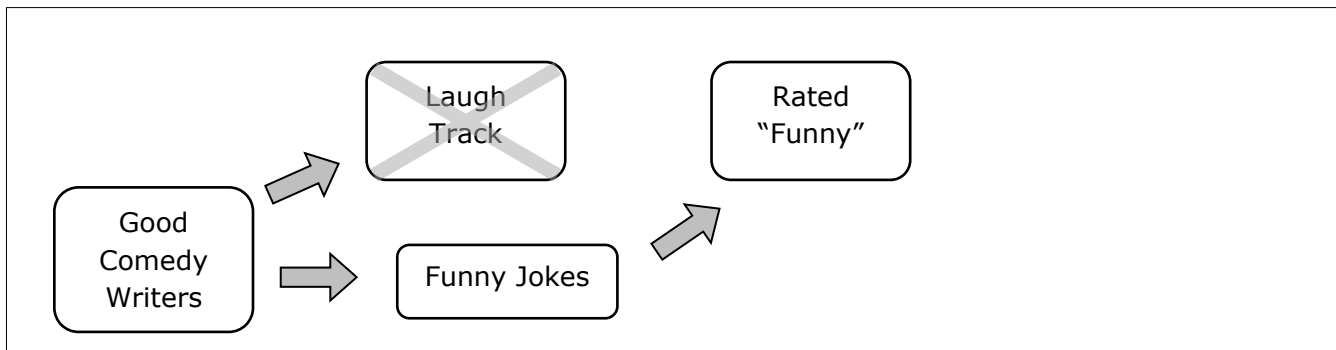 Laugh
Track
Rated
“Funny”
Good
Comedy
Writers
Funny Jokes